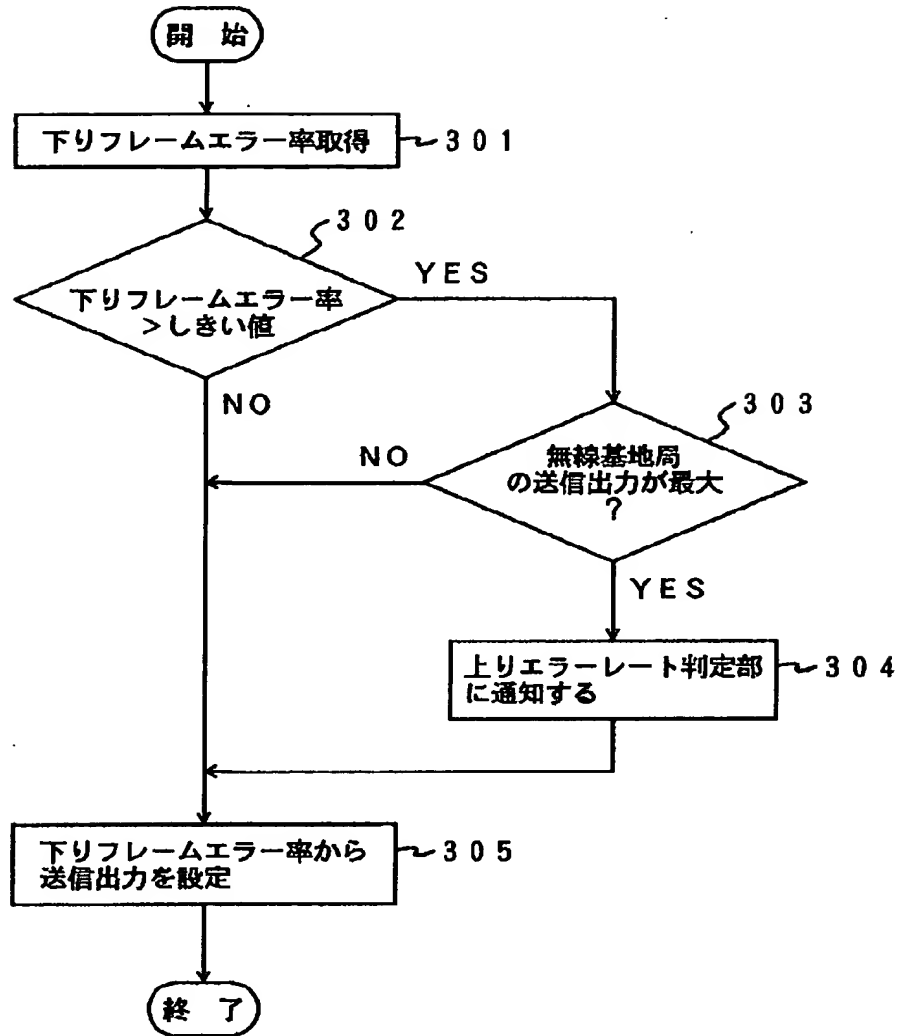 開 始
下りフレームエラー率取得
301
302
下りフレームエラー率
>しきい値
YES
NO
303
無線基地局
の送信出力が最大
?
NO
YES
上りエラーレート判定部
に通知する
304
下りフレームエラー率から
送信出力を設定
305
終 了